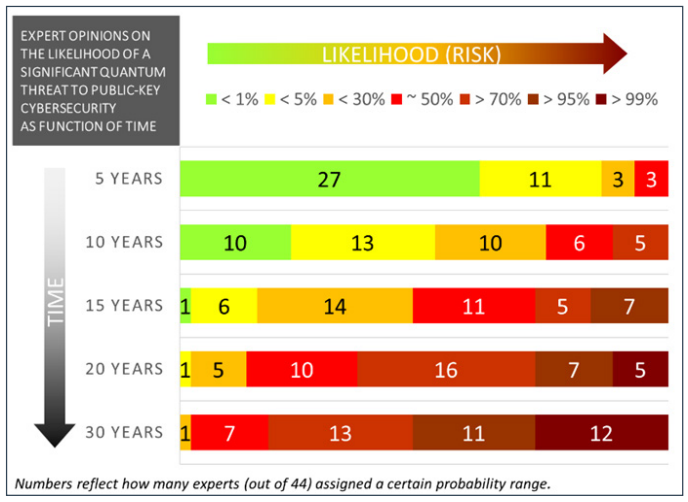 EXPERT OPINIONS ON
THE LIKELIHOOD OF A
SIGNIFICANT QUANTUM
THREAT TO PUBLIC-KEY
CYBERSECURITY
AS FUNCTION OF TIME
LIKELIHOOD (RISK)
< 1% < 5% < 30% ~ 50% > 70% > 95% > 99%
TIME
5 YEARS 27 11 3 3
10 YEARS 10 13 10 6 5
15 YEARS 1 6 14 11 5 7
20 YEARS 1 5 10 16 7 5
30 YEARS 1 7 13 11 12
Numbers reflect how many experts (out of 44) assigned a certain probability range.